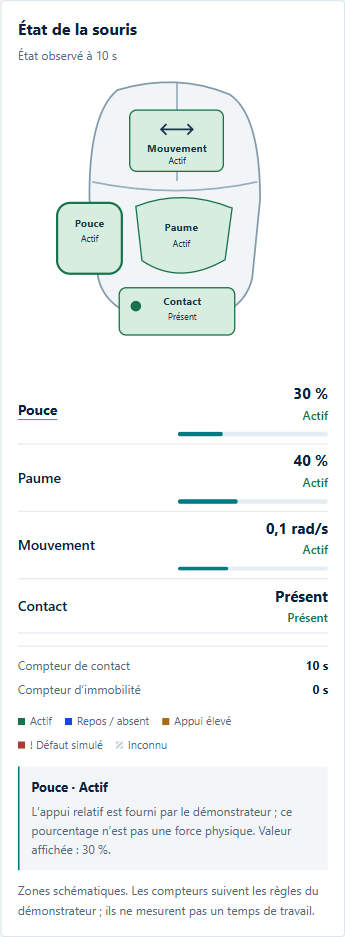 État de la souris
État observé à 10 s
Mouvement
Actif
Pouce
Actif
Paume
Actif
Contact
Présent
30 %
Pouce
Actif
40 %
Paume
Actif
0,1 rad/s
Mouvement
Actif
Présent
Contact
Présent
Compteur de contact 10 s
Compteur d'immobilité 0 s
Actif Repos / absent Appui élevé
! Défaut simulé Inconnu
Pouce · Actif
L'appui relatif est fourni par le démonstrateur ; ce
pourcentage n'est pas une force physique. Valeur
affichée : 30 %.
Zones schématiques. Les compteurs suivent les règles du
démonstrateur ; ils ne mesurent pas un temps de travail.